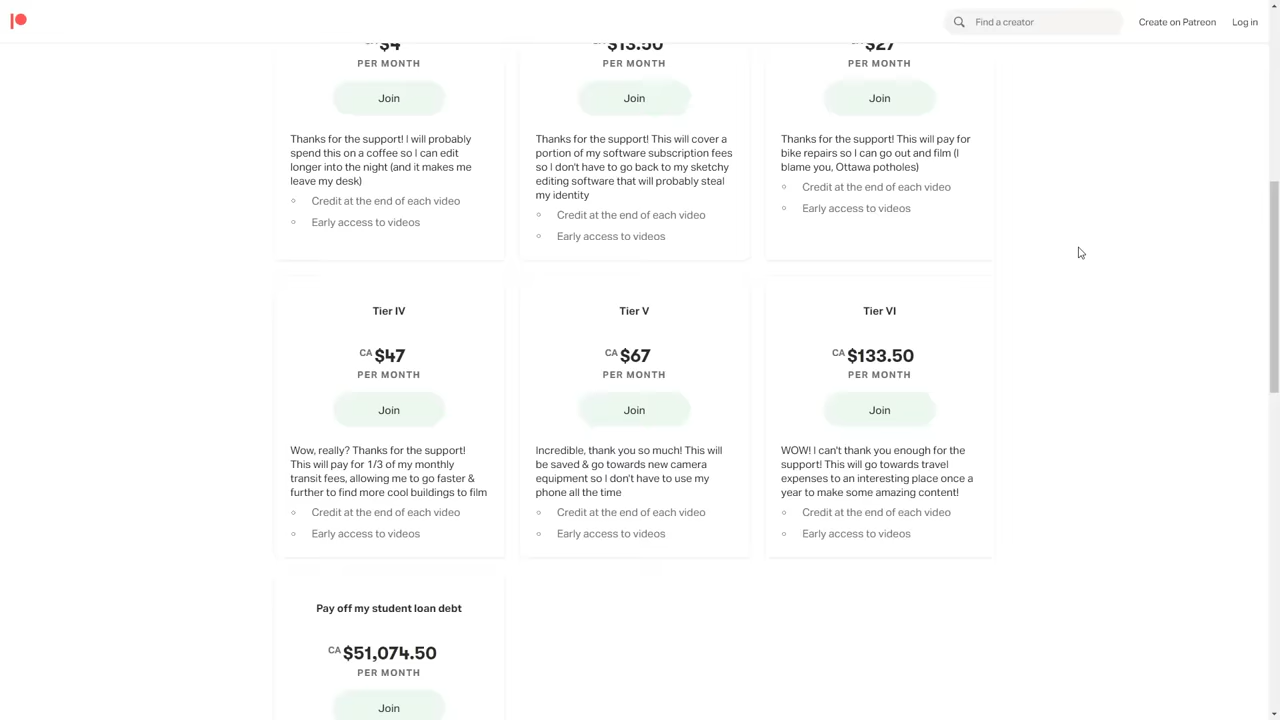 Find a creator
Create on Patreon
Log in
$4
$13.50
$27
PER MONTH
PER MONTH
PER MONTH
Join
Join
Join
Thanks for the support! I will probably
spend this on a coffee so I can edit
longer into the night (and it makes me
leave my desk)
Credit at the end of each video
Early access to videos
Thanks for the support! This will cover a
portion of my software subscription fees
so I don't have to go back to my sketchy
editing software that will probably steal
my identity
Credit at the end of each video
Early access to videos
Thanks for the support! This will pay for
bike repairs so I can go out and film (I
blame you, Ottawa potholes)
Credit at the end of each video
Early access to videos
Tier IV
CA $47
PER MONTH
Join
Wow, really? Thanks for the support!
This will pay for 1/3 of my monthly
transit fees, allowing me to go faster &
further to find more cool buildings to film
Credit at the end of each video
Early access to videos
Tier V
CA $67
PER MONTH
Join
Incredible, thank you so much! This will
be saved & go towards new camera
equipment so I don't have to use my
phone all the time
Credit at the end of each video
Early access to videos
Tier VI
CA $133.50
PER MONTH
Join
WOW! I can't thank you enough for the
support! This will go towards travel
expenses to an interesting place once a
year to make some amazing content!
Credit at the end of each video
Early access to videos
Pay off my student loan debt
CA $51,074.50
PER MONTH
Join